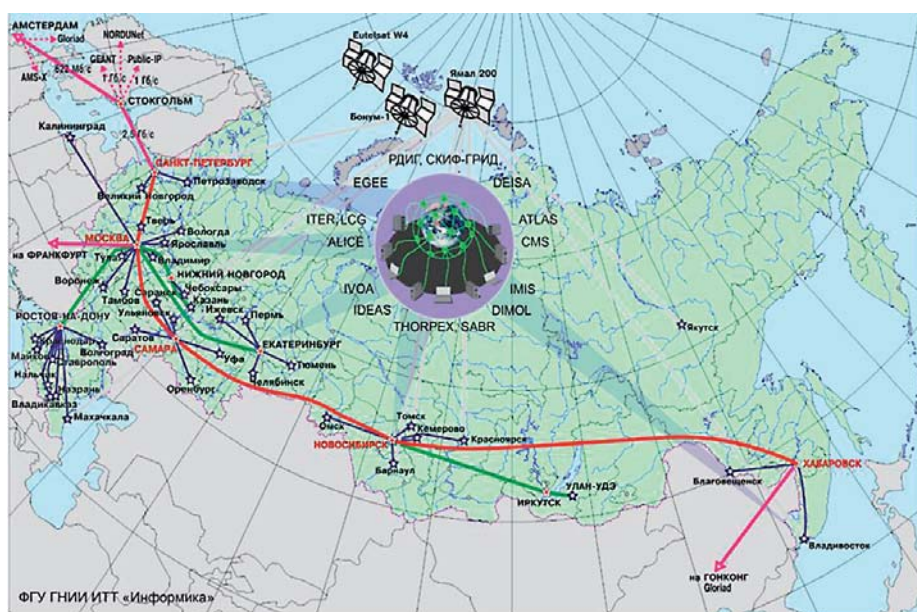 АМСТЕРДАМ
Gloriad
NORDUNet
GEANT
Public-IP
AMS-X
622 Мб/с
1 Гб/с
1 Гб/с
СТОКГОЛЬМ
2,5 Гб/с
Калининград
САНКТ-ПЕТЕРБУРГ
Петрозаводск
Великий Новгород
Тверь
Вологда
МОСКВА
Ярославль
на ФРАНКФУРТ
Тула
Владимир
НИЖНИЙ НОВГОРОД
Воронеж
Чебоксары
Саранск
Тамбов
Казань
Ульяновск
Ижевск
Пермь
РОСТОВ-НА-ДОНУ
Краснодар
Саратов
ЕКАТЕРИНБУРГ
Майкоп
Волгоград
САМАРА
Ставрополь
Уфа
Тюмень
Нальчик
Назрань
Оренбург
Челябинск
Владикавказ
Махачкала
Eutelsat W4
Бонум-1
Ямал 200
РДИГ, СКИФ-ГРИД
EGEE
DEISA
ITER,LCG
ATLAS
ALICE
CMS
IVOA
IMIS
IDEAS
DIMOL
THORPEX, SABR
Якутск
Омск
Томск
Кемерово
НОВОСИБИРСК
Красноярск
Барнаул
ИРКУТСК
УЛАН-УДЭ
ХАБАРОВСК
Благовещенск
Владивосток
на ГОНКОНГ
Gloriad
ФГУ ГНИИ ИТТ «Информика»